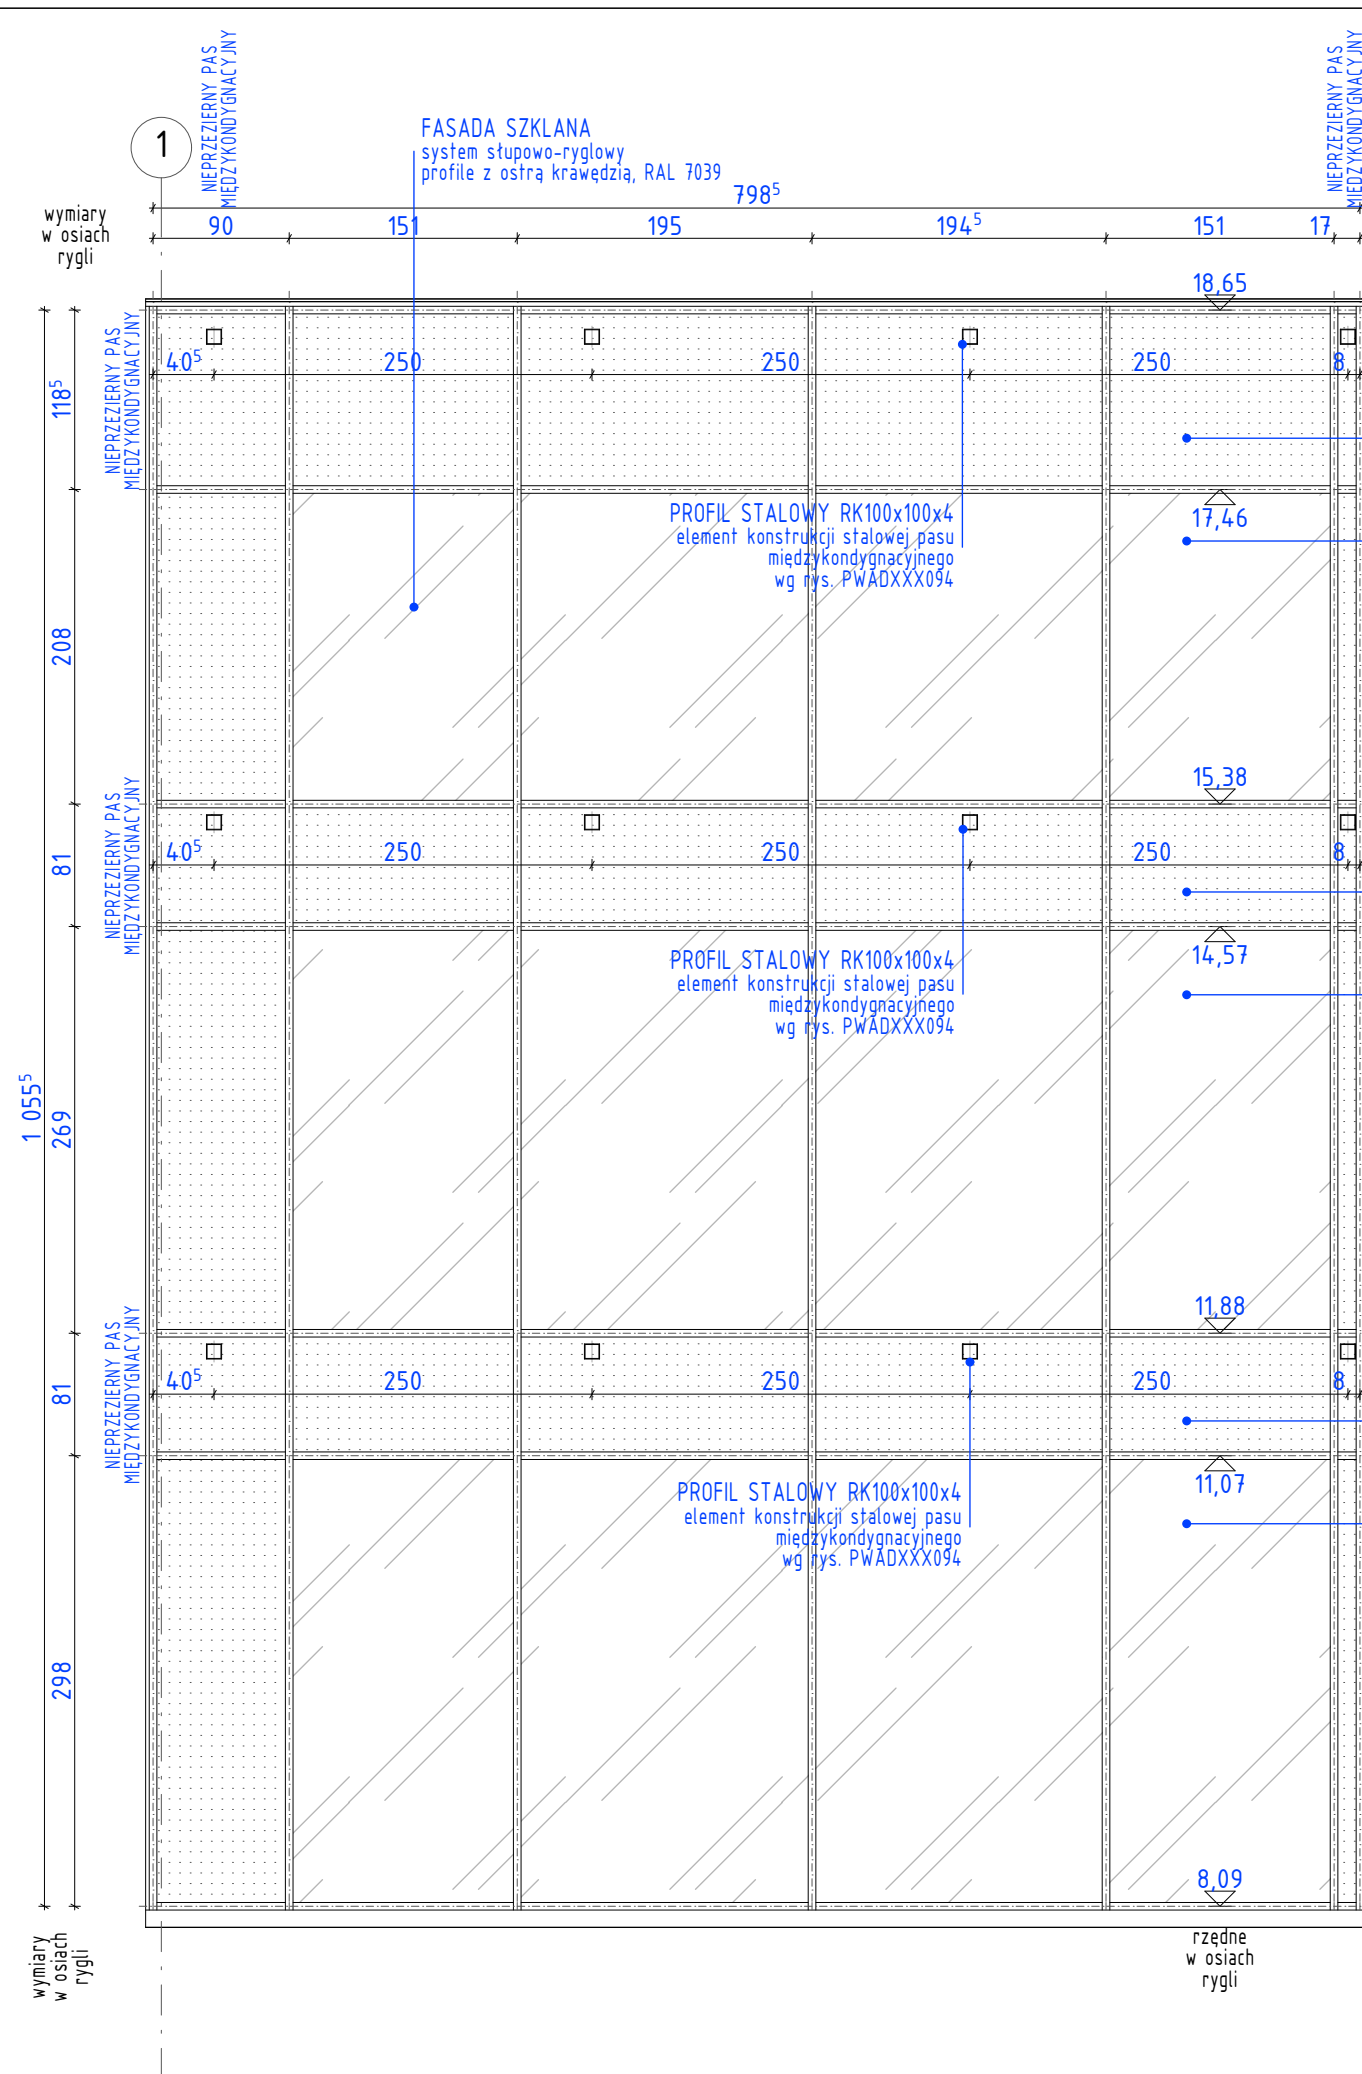 NIEPRZEZIERNY PAS
MIĘDZYKONDYGNACYJNY
NIEPRZEZIERNY PAS
MIĘDZYKONDYGNACYJNY
1
FASADA SZKLANA
system słupowo-ryglowy
profile z ostrą krawędzią, RAL 7039
798⁵
wymiary
w osiach
rygli
90 151 195 194⁵ 151 17
18,65
NIEPRZEZIERNY PAS
MIĘDZYKONDYGNACYJNY
118⁵
40⁵ 250 250 250 8
PROFIL STALOWY RK100x100x4
element konstrukcji stalowej pasu
międzykondygnacyjnego
wg rys. PWADXXX094
17,46
208
15,38
NIEPRZEZIERNY PAS
MIĘDZYKONDYGNACYJNY
81
40⁵ 250 250 250 8
PROFIL STALOWY RK100x100x4
element konstrukcji stalowej pasu
międzykondygnacyjnego
wg rys. PWADXXX094
14,57
1 055⁵
269
11,88
NIEPRZEZIERNY PAS
MIĘDZYKONDYGNACYJNY
81
40⁵ 250 250 250 8
PROFIL STALOWY RK100x100x4
element konstrukcji stalowej pasu
międzykondygnacyjnego
wg rys. PWADXXX094
11,07
298
8,09
wymiary
w osiach
rygli
rzędne
w osiach
rygli